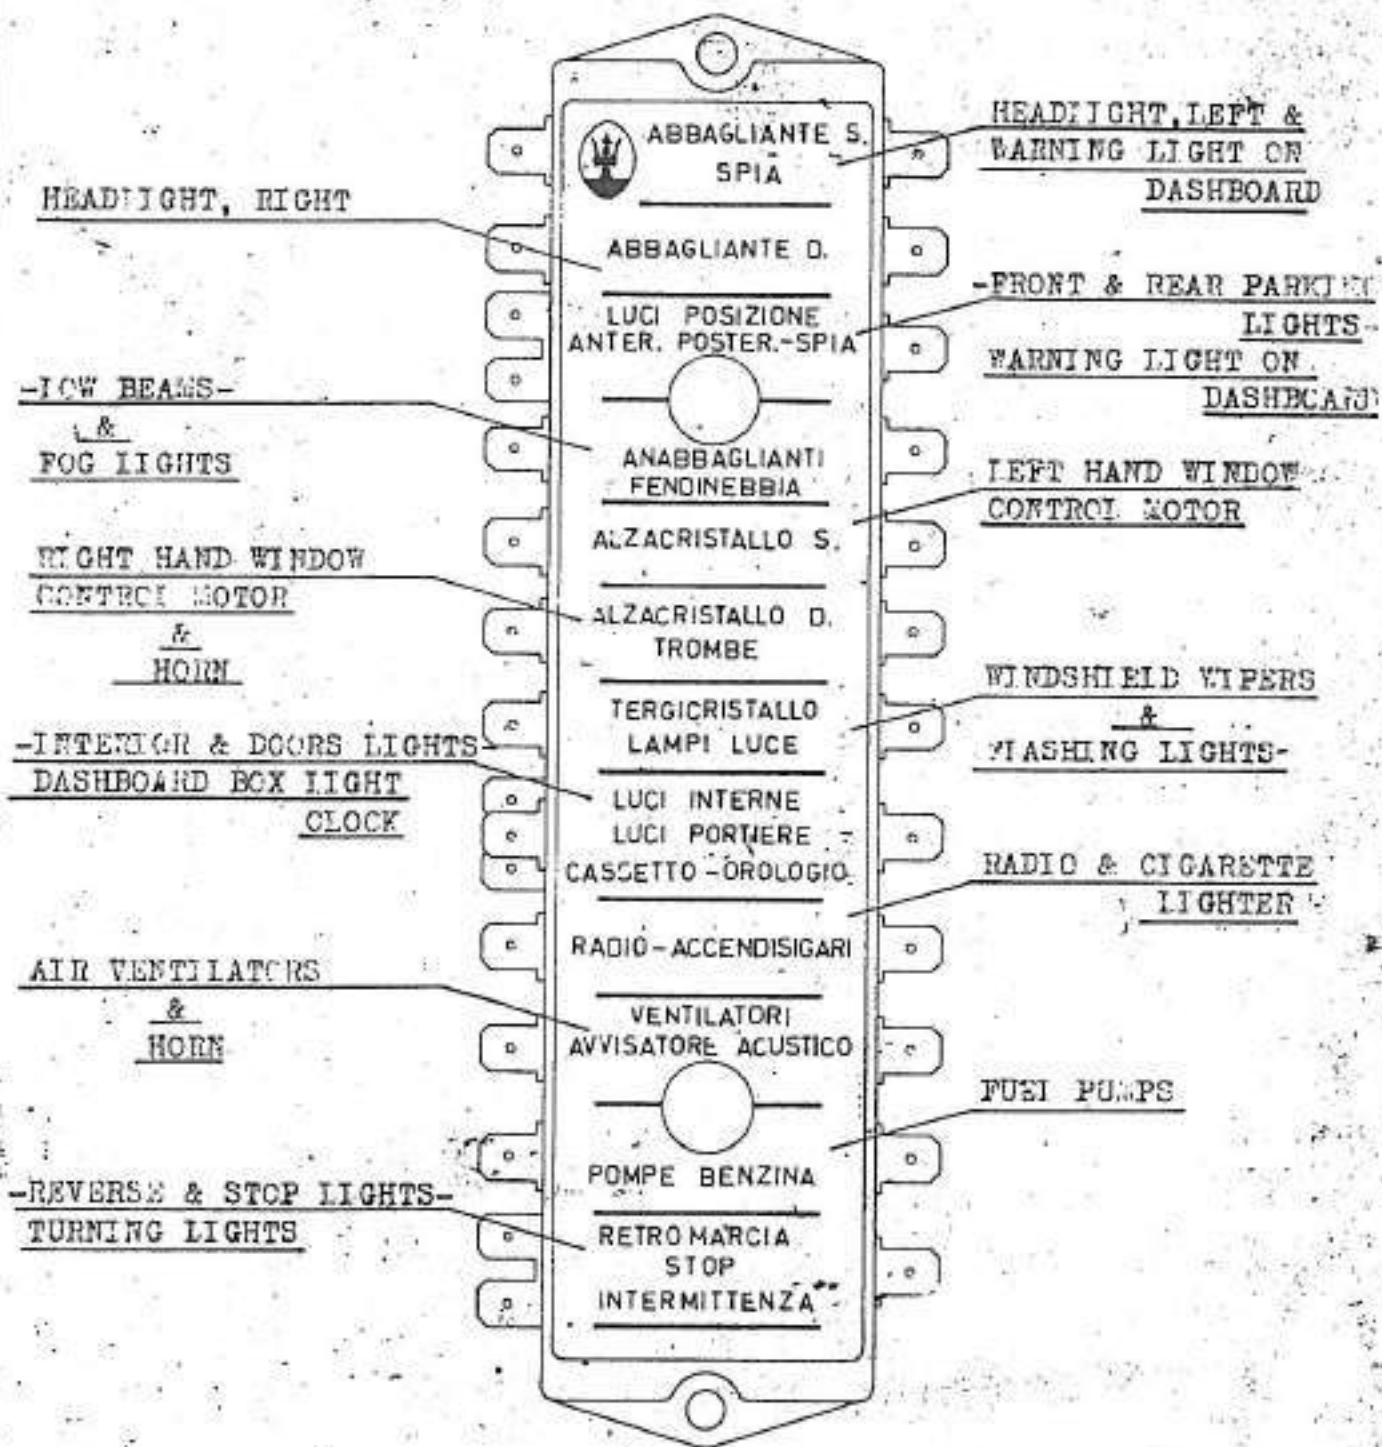 HEADLIGHT, RIGHT
-LOW BEAMS-
&
FOG LIGHTS
RIGHT HAND WINDOW
CONTROL MOTOR
&
HORN
-INTERIOR & DOORS LIGHTS-
DASHBOARD BOX LIGHT
CLOCK
AIR VENTILATORS
&
HORN
-REVERSE & STOP LIGHTS-
TURNING LIGHTS
ABBAGLIANTE S.
SPIA
ABBAGLIANTE D.
LUCI POSIZIONE
ANTER. POSTER.-SPIA
ANABBAGLIANTI
FENDINEBBIA
ALZACRISTALLO S.
ALZACRISTALLO D.
TROMBE
TERGICRISTALLO
LAMPI LUCE
LUCI INTERNE
LUCI PORTIERE
CASSETTO-OROLOGIO
RADIO-ACCENDISIGARI
VENTILATORI
AVVISATORE ACUSTICO
POMPE BENZINA
RETRO MARCIA
STOP
INTERMITTENZA
HEADLIGHT, LEFT &
WARNING LIGHT ON
DASHBOARD
-FRONT & REAR PARKING
LIGHTS-
WARNING LIGHT ON
DASHBOARD
LEFT HAND WINDOW
CONTROL MOTOR
WINDSHIELD WIPERS
&
FLASHING LIGHTS-
RADIO & CIGARETTE
LIGHTER
FUEL PUMPS